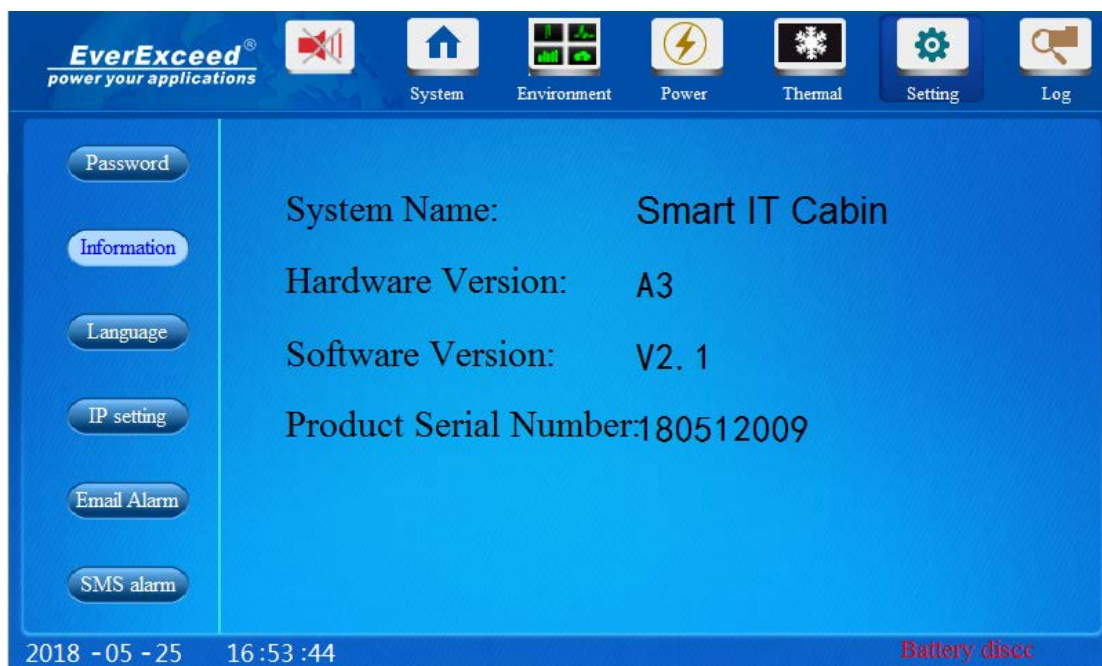 EverExceed®
power your applications
System
Environment
Power
Thermal
Setting
Log
Password
Information
Language
IP setting
Email Alarm
SMS alarm
System Name: Smart IT Cabin
Hardware Version: A3
Software Version: V2.1
Product Serial Number:180512009
2018 -05 -25 16:53:44
Battery discc